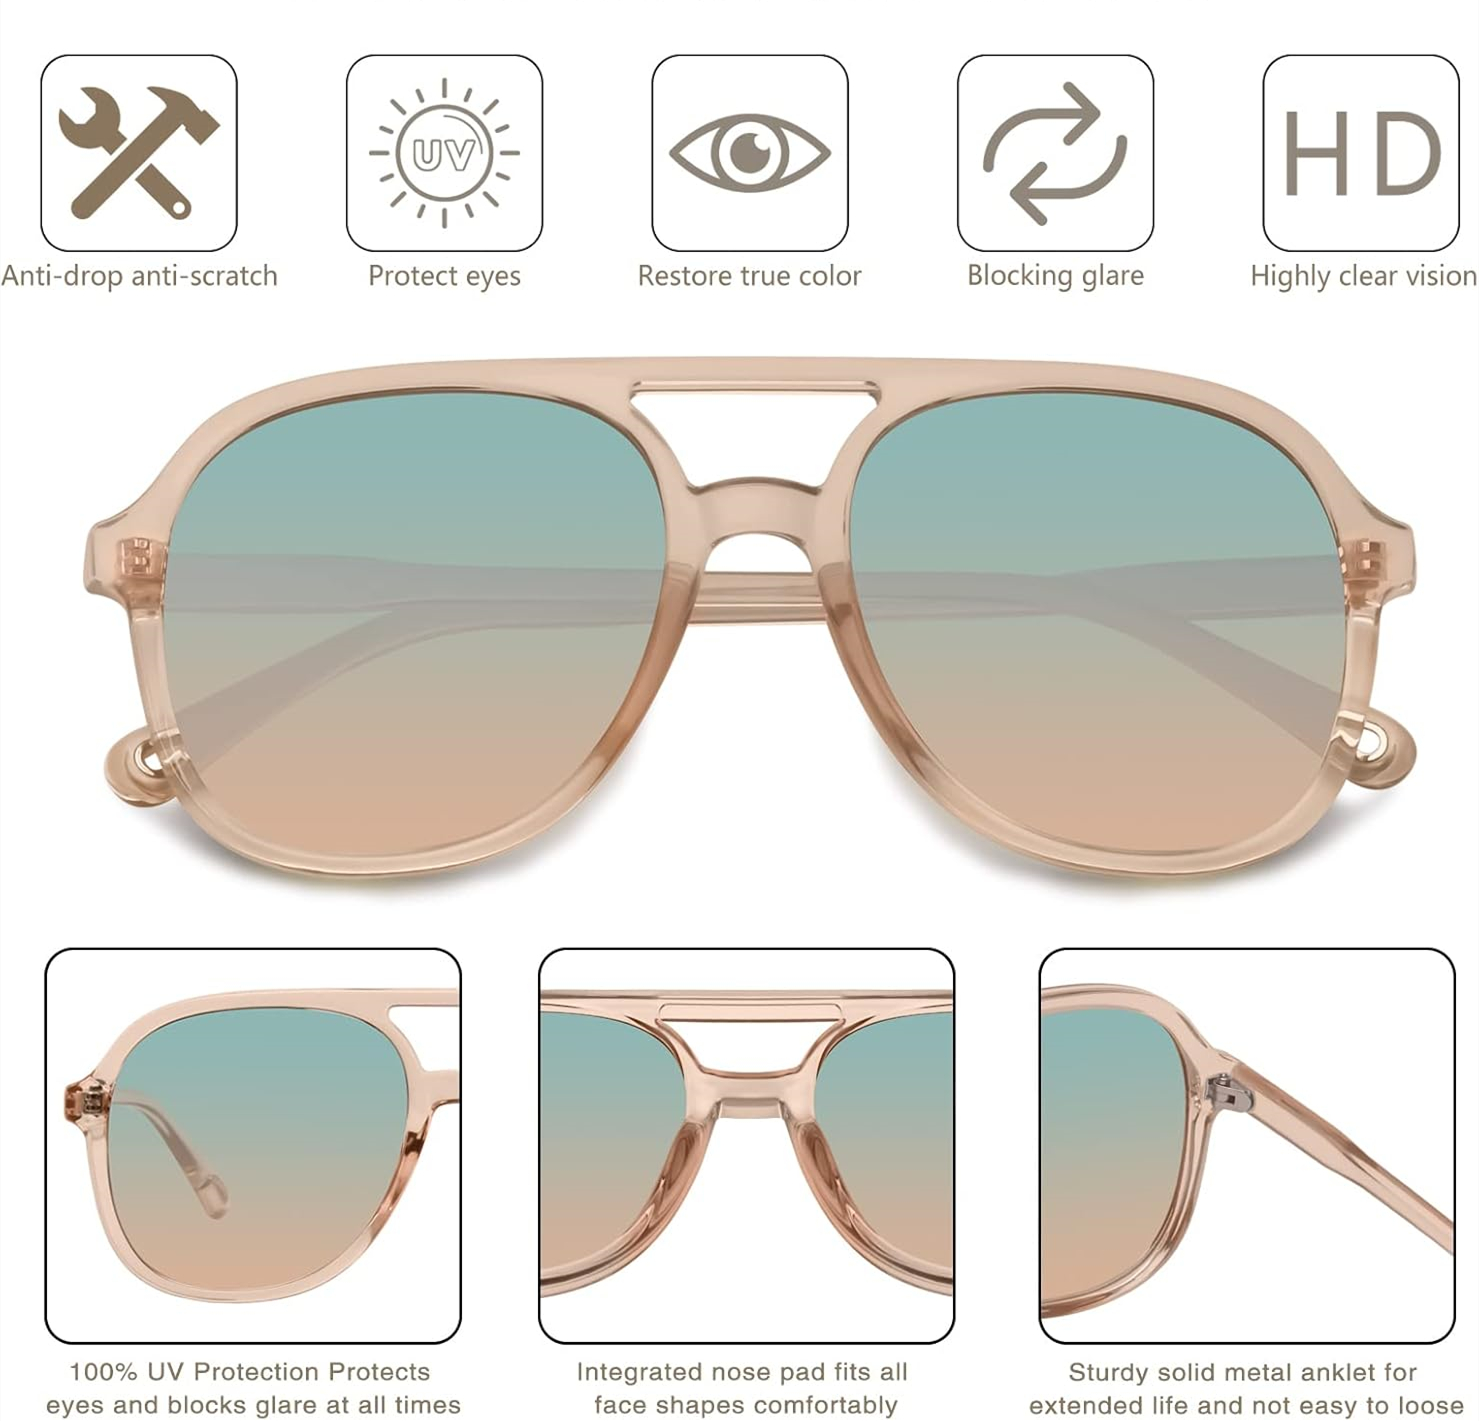 UV
HD
Anti-drop anti-scratch
Protect eyes
Restore true color
Blocking glare
Highly clear vision
100% UV Protection Protects
eyes and blocks glare at all times
Integrated nose pad fits all
face shapes comfortably
Sturdy solid metal anklet for
extended life and not easy to loose